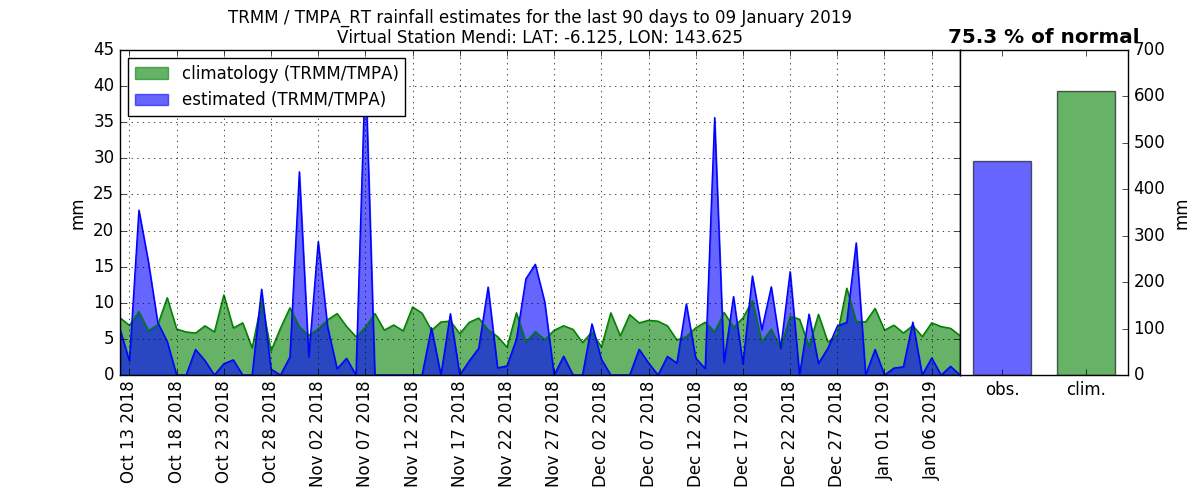 TRMM / TMPA_RT rainfall estimates for the last 90 days to 09 January 2019
Virtual Station Mendi: LAT: -6.125, LON: 143.625
75.3 % of normal
climatology (TRMM/TMPA)
estimated (TRMM/TMPA)
mm
45
40
35
30
25
20
15
10
5
0
Oct 13 2018
Oct 18 2018
Oct 23 2018
Oct 28 2018
Nov 02 2018
Nov 07 2018
Nov 12 2018
Nov 17 2018
Nov 22 2018
Nov 27 2018
Dec 02 2018
Dec 07 2018
Dec 12 2018
Dec 17 2018
Dec 22 2018
Dec 27 2018
Jan 01 2019
Jan 06 2019
700
600
500
400
300
200
100
0
mm
obs.
clim.